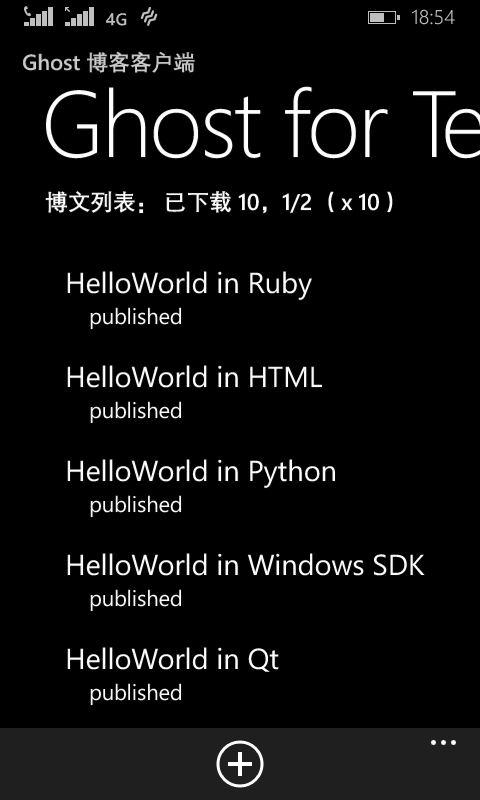 4G 18:54
Ghost 博客客户端
Ghost for Te
博文列表： 已下载 10，1/2 （ x 10 ）
HelloWorld in Ruby
published
HelloWorld in HTML
published
HelloWorld in Python
published
HelloWorld in Windows SDK
published
HelloWorld in Qt
published